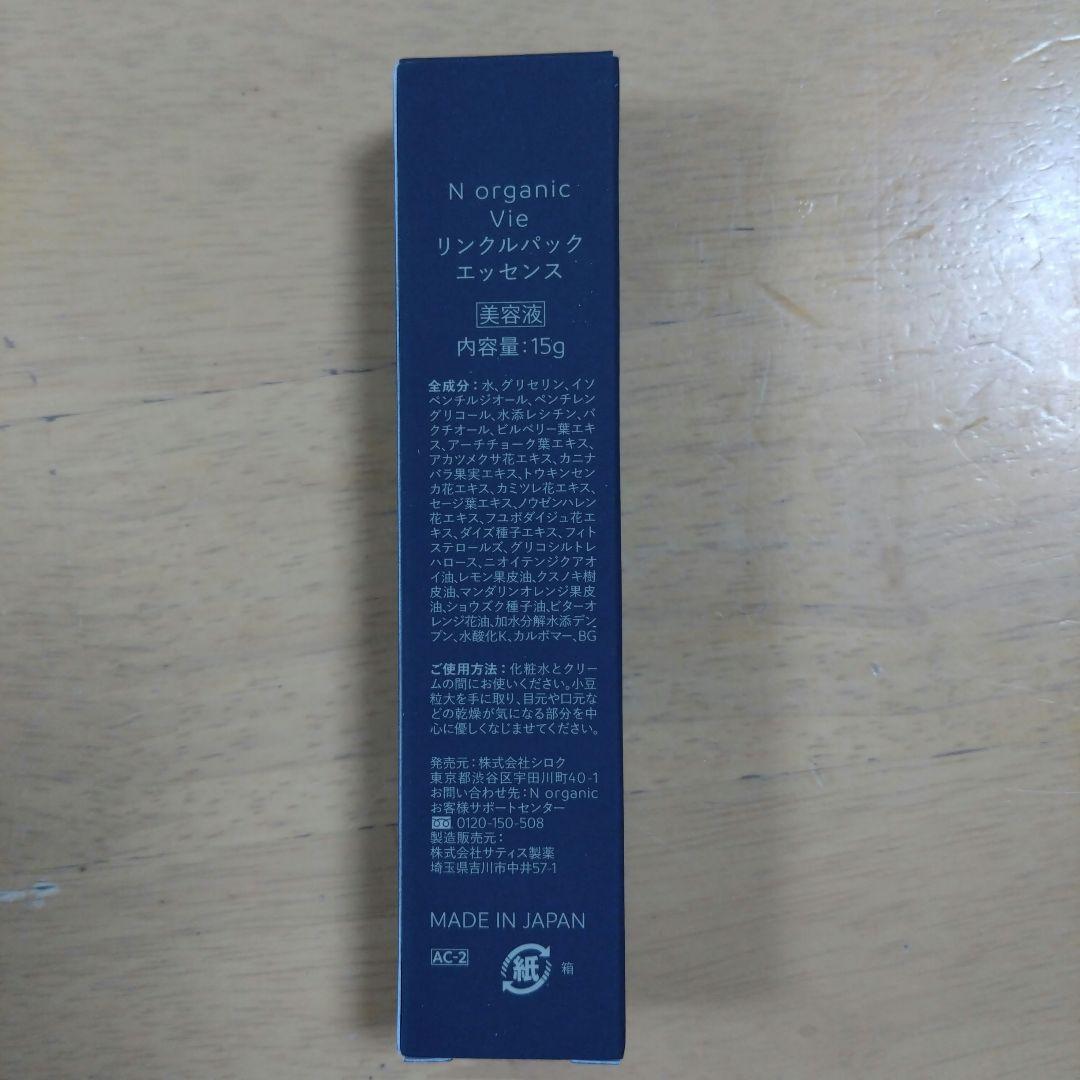 N organic
Vie
リンクルパック
エッセンス
美容液
内容量:15g
全成分:水、グリセリン、イソ
ペンチルジオール、ペンチレン
グリコール、水添レシチン、バ
クチオール、ビルベリー葉エキ
ス、アーチチョーク葉エキス、
アカツメクサ花エキス、カニナ
バラ果実エキス、トウキンセン
カ花エキス、カミツレ花エキス、
セージ葉エキス、ノウゼンハレン
花エキス、フユボダイジュ花エ
キス、ダイズ種子エキス、フィト
ステロールズ、グリコシルトレ
ハロース、ニオイテンジクアオ
イ油、レモン果皮油、クスノキ樹
皮油、マンダリンオレンジ果皮
油、ショウズク種子油、ビターオ
レンジ花油、加水分解水添デン
プン、水酸化K、カルボマー、BG
ご使用方法:化粧水とクリー
ムの間にお使いください。小豆
粒大を手に取り、目元や口元な
どの乾燥が気になる部分を中
心に優しくなじませてください。
発売元:株式会社シロク
東京都渋谷区宇田川町40-1
お問い合わせ先:N organic
お客様サポートセンター
0120-150-508
製造販売元:
株式会社サティス製薬
埼玉県吉川市中井57-1
MADE IN JAPAN
AC-2
紙 箱